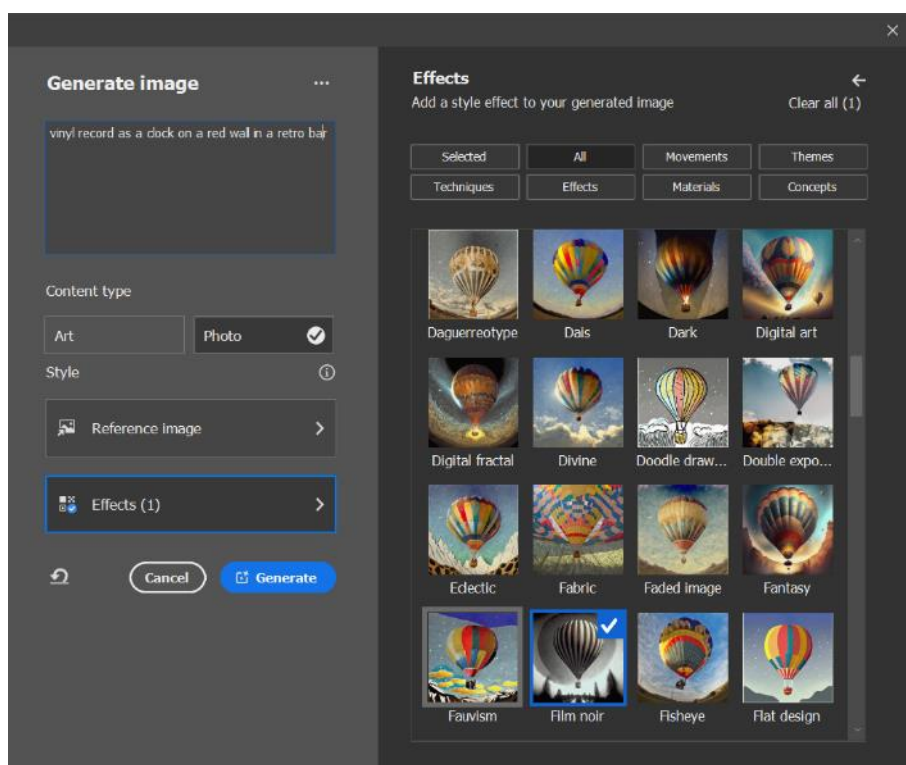 Generate image
...
vinyl record as a clock on a red wall in a retro bar
Content type
Art
Photo
Style
Reference image
Effects (1)
Cancel
Generate
Effects
Add a style effect to your generated image
Clear all (1)
Selected
All
Movements
Themes
Techniques
Effects
Materials
Concepts
Daguerreotype
Dais
Dark
Digital art
Digital fractal
Divine
Doodle draw...
Double expo...
Eclectic
Fabric
Faded image
Fantasy
Fauvism
Film noir
Fisheye
Flat design